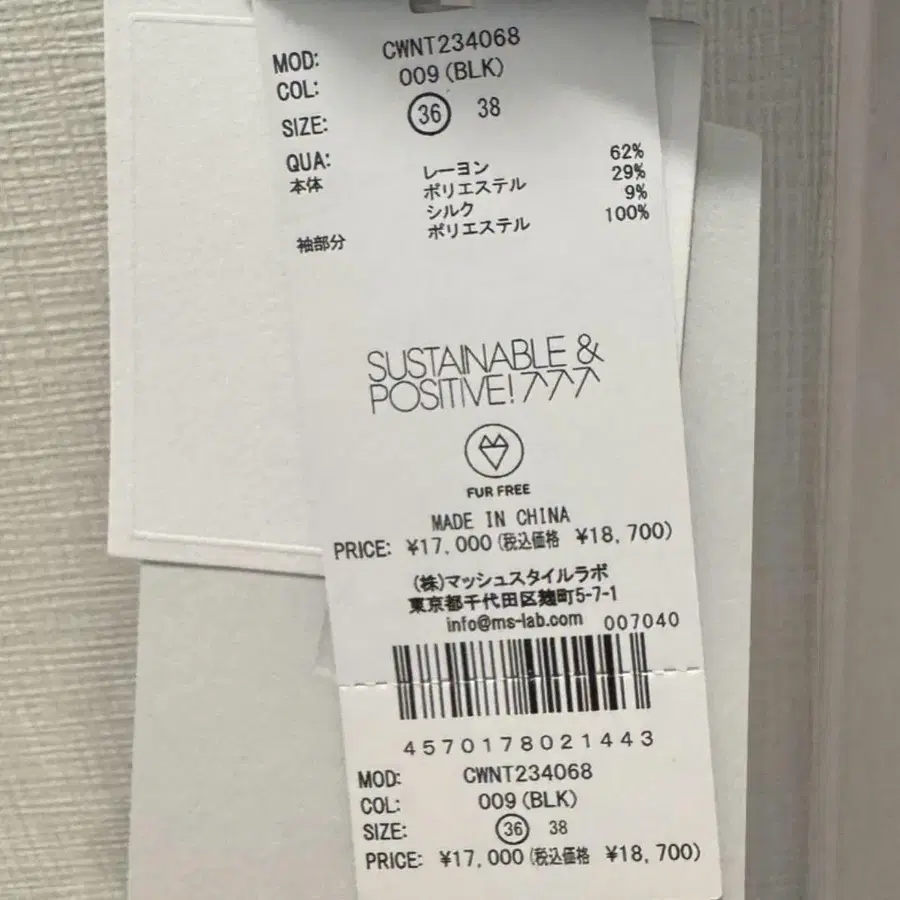 MOD: CWNT234068
COL: 009(BLK)
SIZE: 36 38
QUA:
本体 レーヨン 62%
ポリエステル 29%
シルク 9%
袖部分 ポリエステル 100%
SUSTAINABLE &
POSITIVE!
FUR FREE
MADE IN CHINA
PRICE: ¥17,000(税込価格 ¥18,700)
(株)マッシュスタイルラボ
東京都千代田区麹町5-7-1
info@ms-lab.com 007040
4570178021443
MOD: CWNT234068
COL: 009(BLK)
SIZE: 36 38
PRICE: ¥17,000(税込価格 ¥18,700)